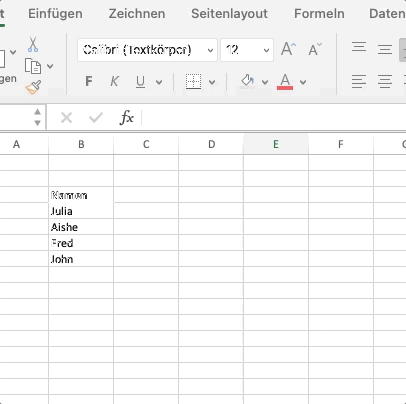 Einfügen Zeichnen Seitenlayout Formeln Daten
Calibri (Textkörper) 12 A A
gen F K U A
fx
A B C D E F
Namen
Julia
Aishe
Fred
John